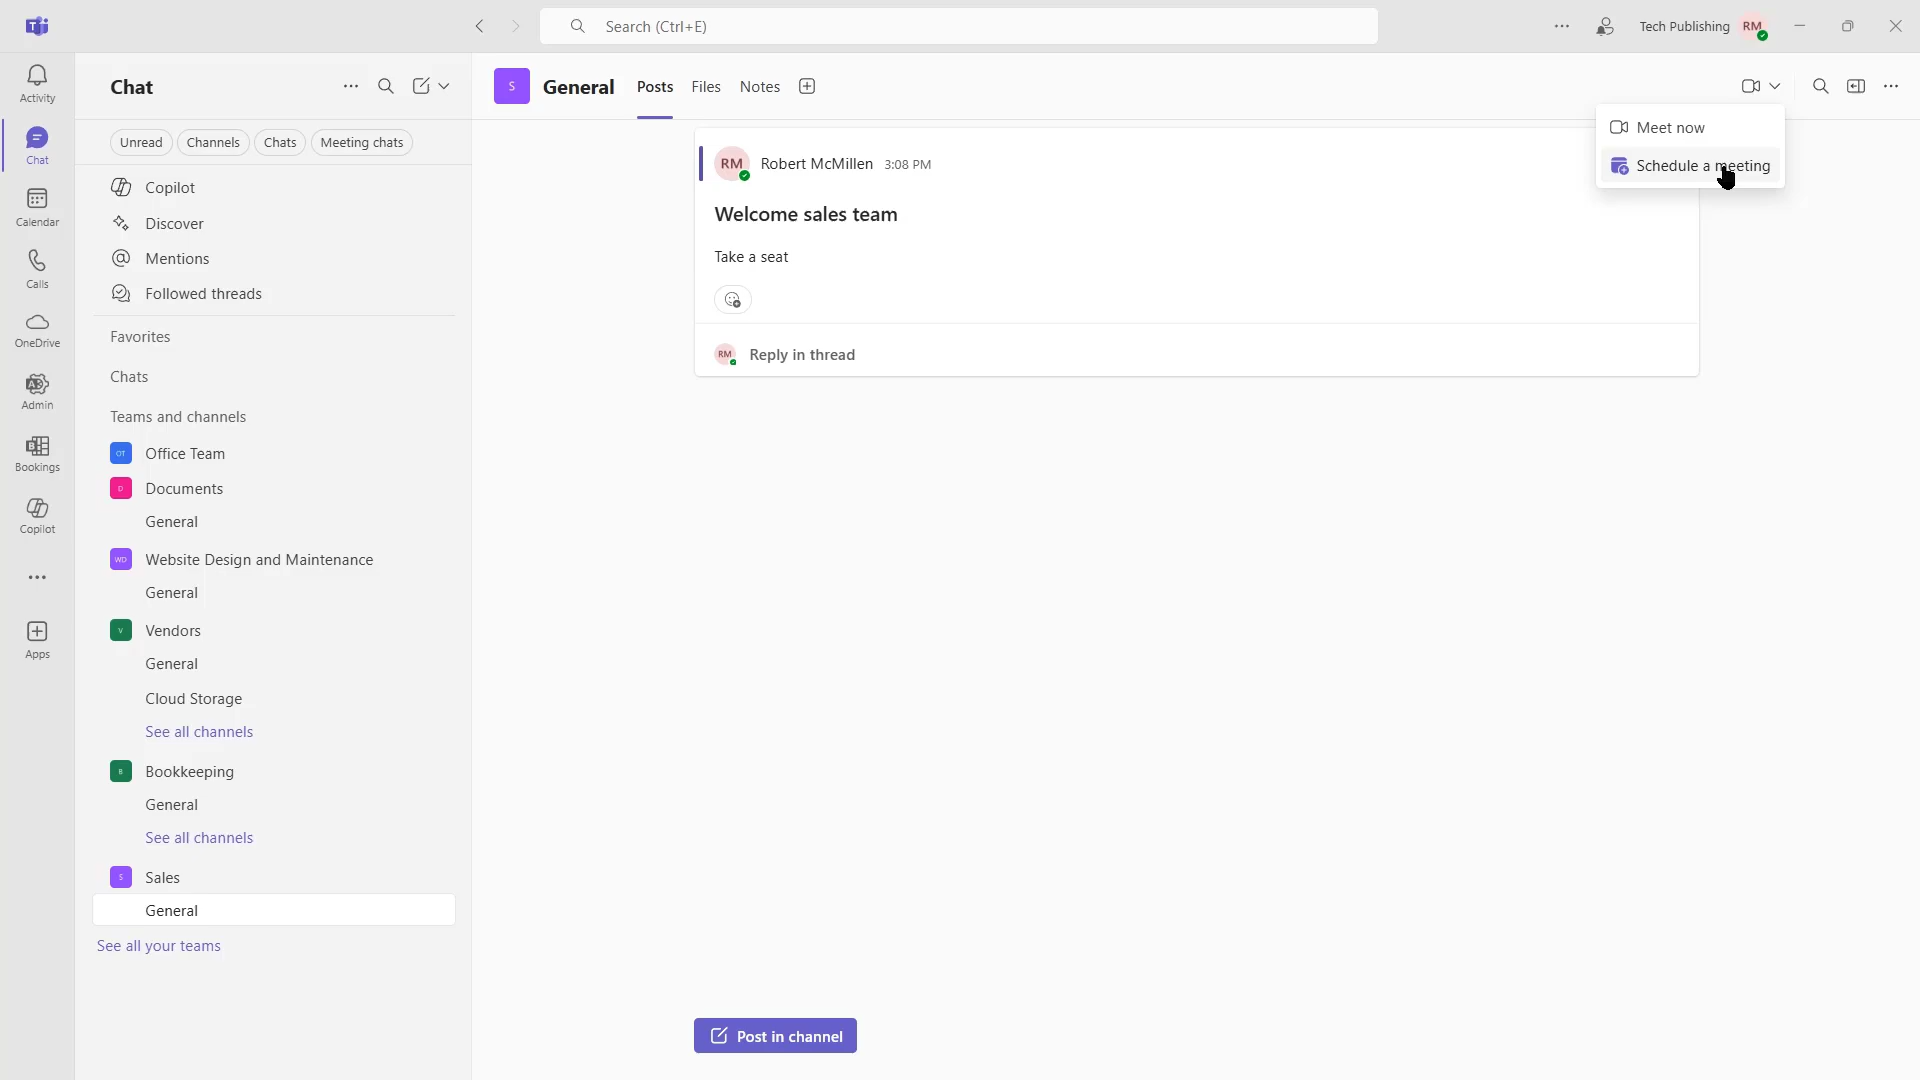 Search (Ctrl+E)
Tech Publishing
RM
Activity
Chat
Calendar
Calls
OneDrive
Admin
Bookings
Copilot
Apps
Chat
Unread
Channels
Chats
Meeting chats
Copilot
Discover
Mentions
Followed threads
Favorites
Chats
Teams and channels
OT
Office Team
D
Documents
General
WD
Website Design and Maintenance
General
V
Vendors
General
Cloud Storage
See all channels
B
Bookkeeping
General
See all channels
S
Sales
General
See all your teams
S
General
Posts
Files
Notes
Meet now
Schedule a meeting
RM
Robert McMillen
3:08 PM
Welcome sales team
Take a seat
RM
Reply in thread
Post in channel